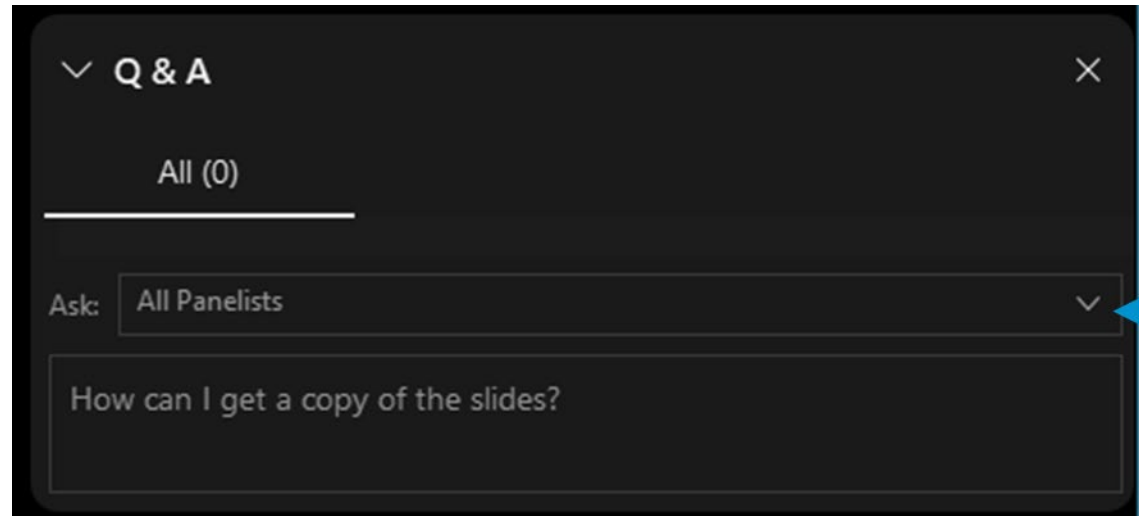 Q & A
All (0)
Ask: All Panelists
How can I get a copy of the slides?